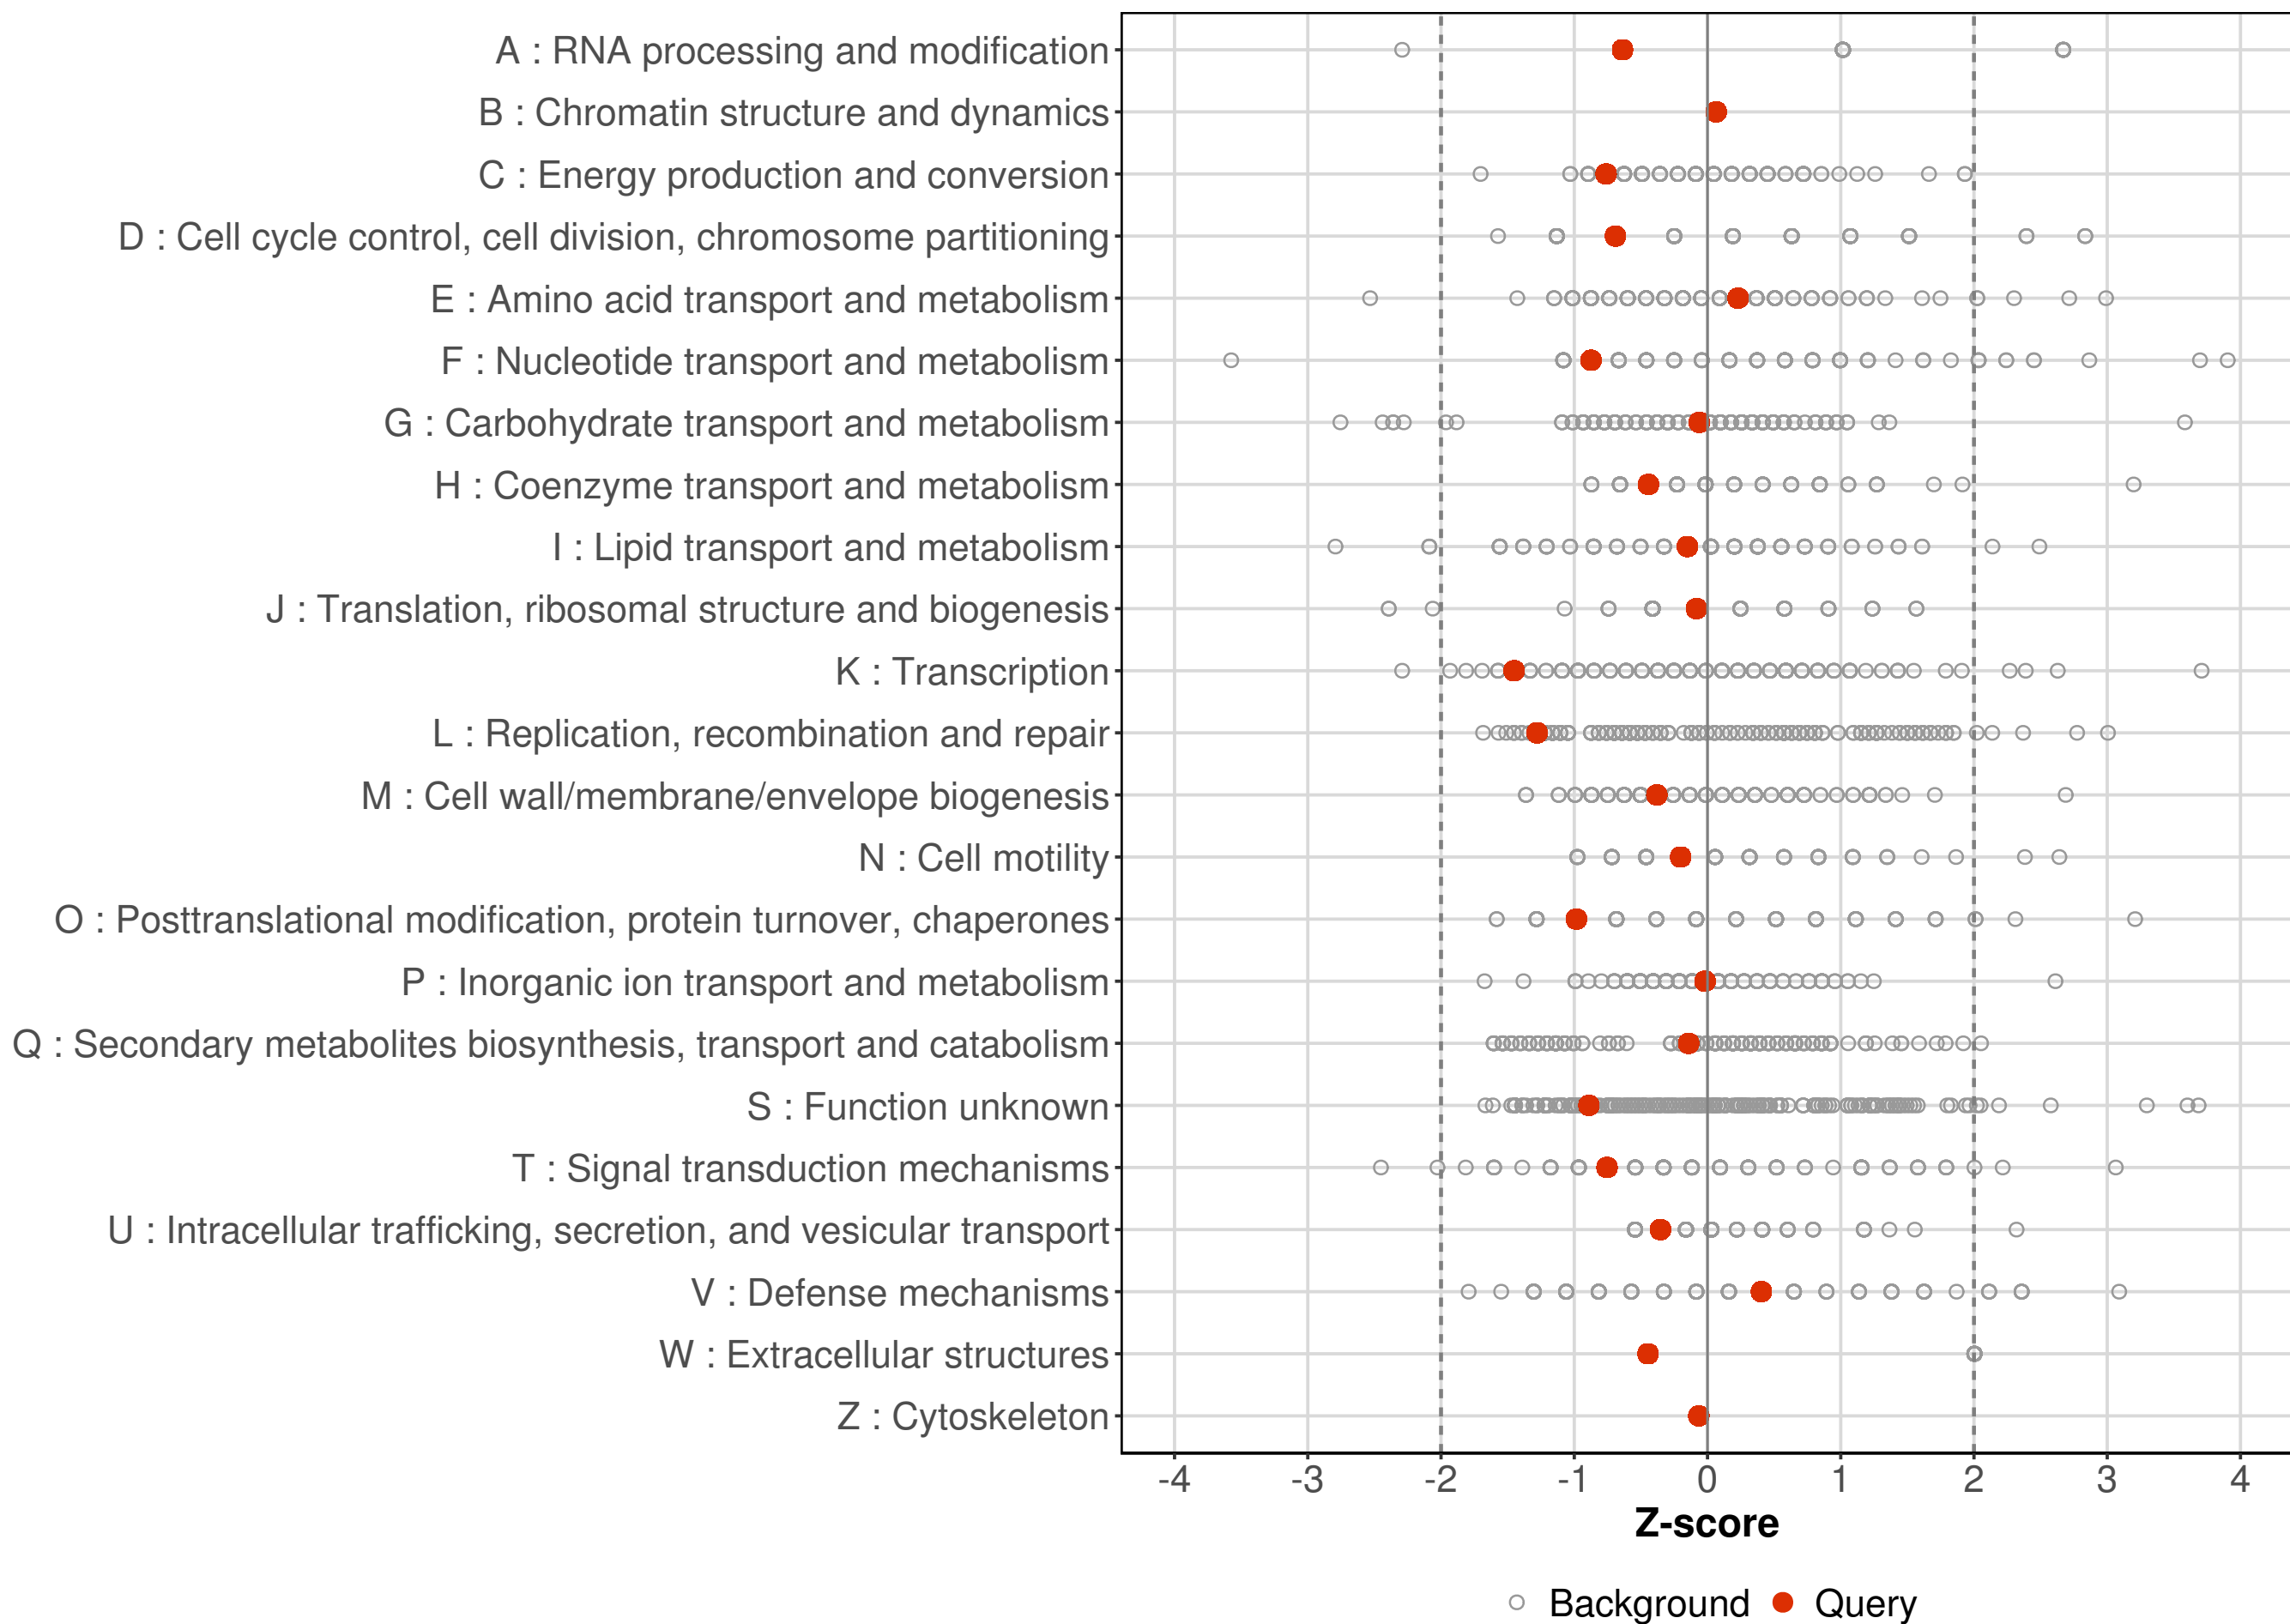 A : RNA processing and modification
B : Chromatin structure and dynamics
C : Energy production and conversion
D : Cell cycle control, cell division, chromosome partitioning
E : Amino acid transport and metabolism
F : Nucleotide transport and metabolism
G : Carbohydrate transport and metabolism
H : Coenzyme transport and metabolism
I : Lipid transport and metabolism
J : Translation, ribosomal structure and biogenesis
K : Transcription
L : Replication, recombination and repair
M : Cell wall/membrane/envelope biogenesis
N : Cell motility
O : Posttranslational modification, protein turnover, chaperones
P : Inorganic ion transport and metabolism
Q : Secondary metabolites biosynthesis, transport and catabolism
S : Function unknown
T : Signal transduction mechanisms
U : Intracellular trafficking, secretion, and vesicular transport
V : Defense mechanisms
W : Extracellular structures
Z : Cytoskeleton
-4 -3 -2 -1 0 1 2 3 4
Z-score
Background Query